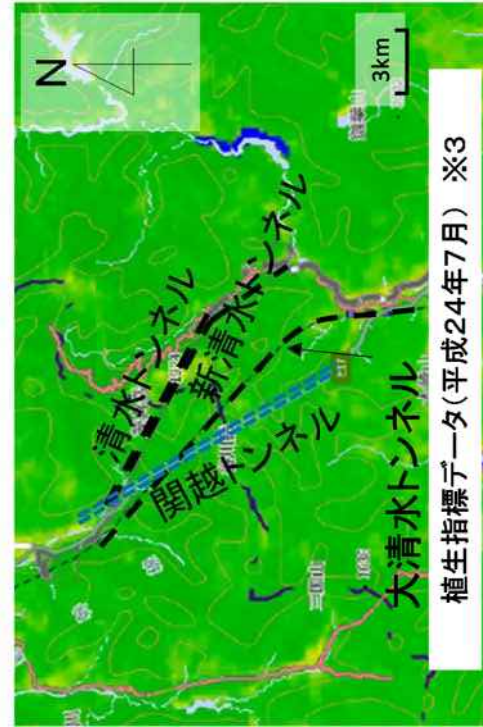 N
3km
清水トンネル
新清水トンネル
関越トンネル
大清水トンネル
植生指標データ(平成24年7月) ※3